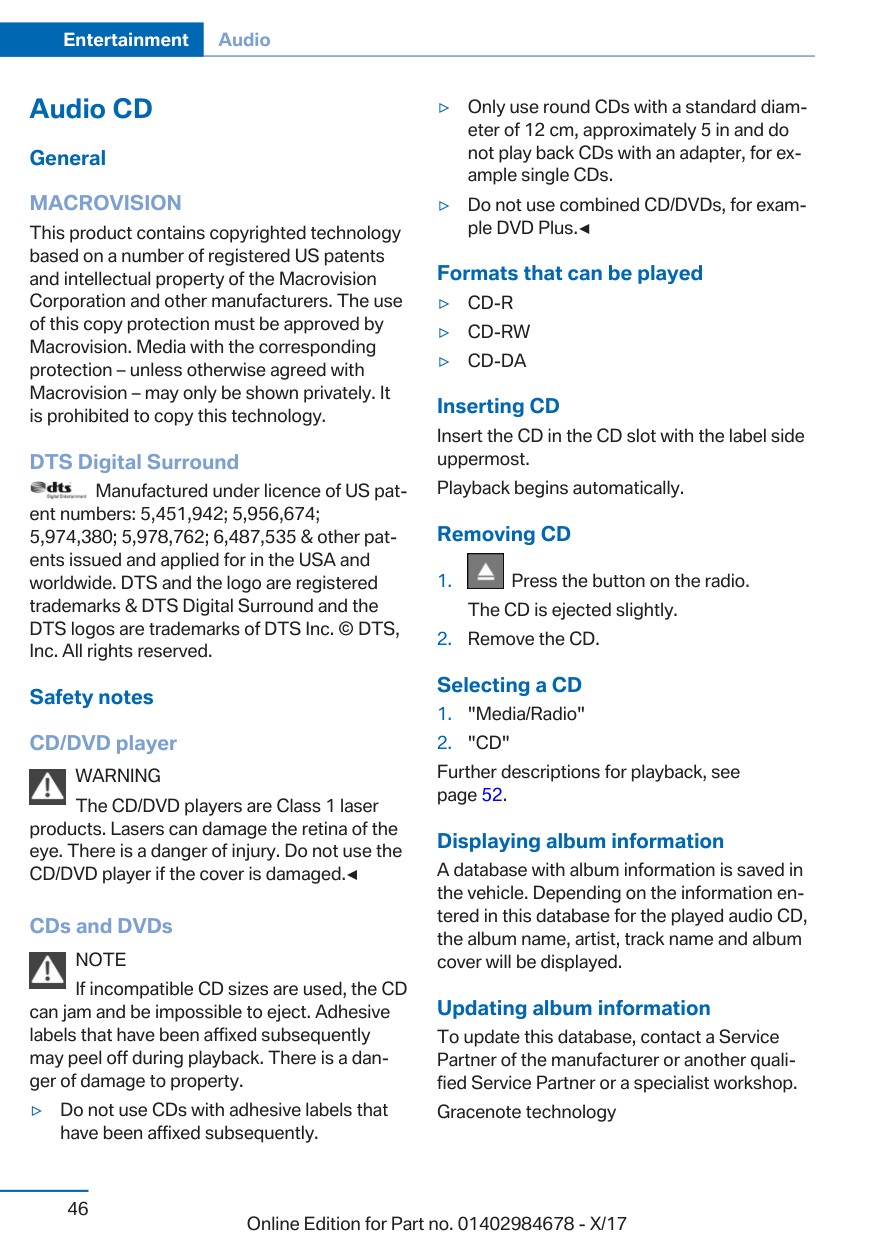 Entertainment Audio
Audio CD
General
MACROVISION
This product contains copyrighted technology
based on a number of registered US patents
and intellectual property of the Macrovision
Corporation and other manufacturers. The use
of this copy protection must be approved by
Macrovision. Media with the corresponding
protection – unless otherwise agreed with
Macrovision – may only be shown privately. It
is prohibited to copy this technology.
DTS Digital Surround
dts Digital Entertainment Manufactured under licence of US pat-
ent numbers: 5,451,942; 5,956,674;
5,974,380; 5,978,762; 6,487,535 & other pat-
ents issued and applied for in the USA and
worldwide. DTS and the logo are registered
trademarks & DTS Digital Surround and the
DTS logos are trademarks of DTS Inc. © DTS,
Inc. All rights reserved.
Safety notes
CD/DVD player
WARNING
The CD/DVD players are Class 1 laser
products. Lasers can damage the retina of the
eye. There is a danger of injury. Do not use the
CD/DVD player if the cover is damaged.◀
CDs and DVDs
NOTE
If incompatible CD sizes are used, the CD
can jam and be impossible to eject. Adhesive
labels that have been affixed subsequently
may peel off during playback. There is a dan-
ger of damage to property.
▷ Do not use CDs with adhesive labels that
have been affixed subsequently.
▷ Only use round CDs with a standard diam-
eter of 12 cm, approximately 5 in and do
not play back CDs with an adapter, for ex-
ample single CDs.
▷ Do not use combined CD/DVDs, for exam-
ple DVD Plus.◀
Formats that can be played
▷ CD-R
▷ CD-RW
▷ CD-DA
Inserting CD
Insert the CD in the CD slot with the label side
uppermost.
Playback begins automatically.
Removing CD
1. Press the button on the radio.
The CD is ejected slightly.
2. Remove the CD.
Selecting a CD
1. "Media/Radio"
2. "CD"
Further descriptions for playback, see
page 52.
Displaying album information
A database with album information is saved in
the vehicle. Depending on the information en-
tered in this database for the played audio CD,
the album name, artist, track name and album
cover will be displayed.
Updating album information
To update this database, contact a Service
Partner of the manufacturer or another quali-
fied Service Partner or a specialist workshop.
Gracenote technology
46
Online Edition for Part no. 01402984678 - X/17